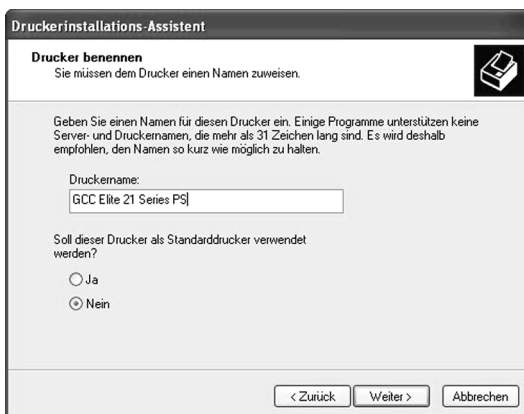 Druckerinstallations-Assistent
Drucker benennen
Sie müssen dem Drucker einen Namen zuweisen.
Geben Sie einen Namen für diesen Drucker ein. Einige Programme unterstützen keine
Server- und Druckernamen, die mehr als 31 Zeichen lang sind. Es wird deshalb
empfohlen, den Namen so kurz wie möglich zu halten.
Druckername:
GCC Elite 21 Series PS
Soll dieser Drucker als Standarddrucker verwendet
werden?
Ja
Nein
< Zurück Weiter > Abbrechen